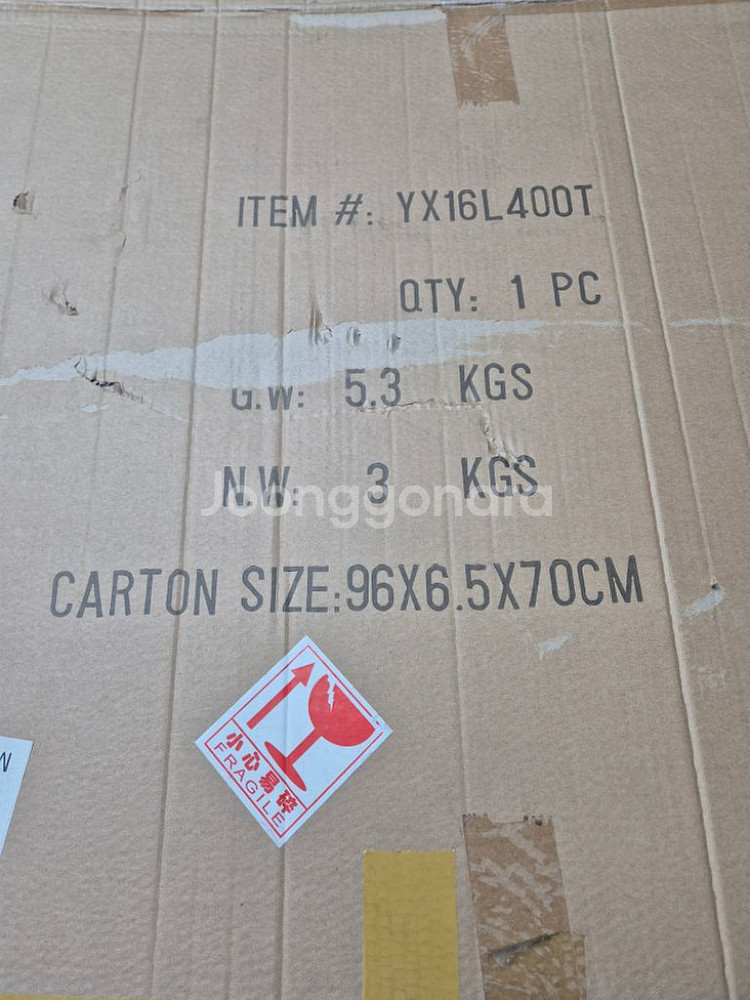 ITEM #: YX16L400T
QTY: 1 PC
G.W: 5.3 KGS
N.W. 3 KGS
Joonggonara
CARTON SIZE:96X6.5X70CM
小心易碎
FRAGILE